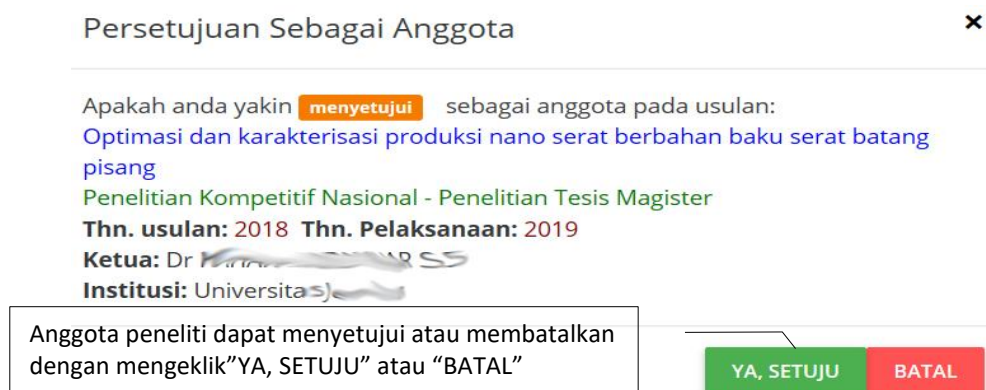 Persetujuan Sebagai Anggota ×
Apakah anda yakin menyetujui sebagai anggota pada usulan:
Optimasi dan karakterisasi produksi nano serat berbahan baku serat batang
pisang
Penelitian Kompetitif Nasional - Penelitian Tesis Magister
Thn. usulan: 2018 Thn. Pelaksanaan: 2019
Ketua: Dr
Institusi: Universitas
Anggota peneliti dapat menyetujui atau membatalkan
dengan mengeklik”YA, SETUJU” atau “BATAL”
YA, SETUJU BATAL